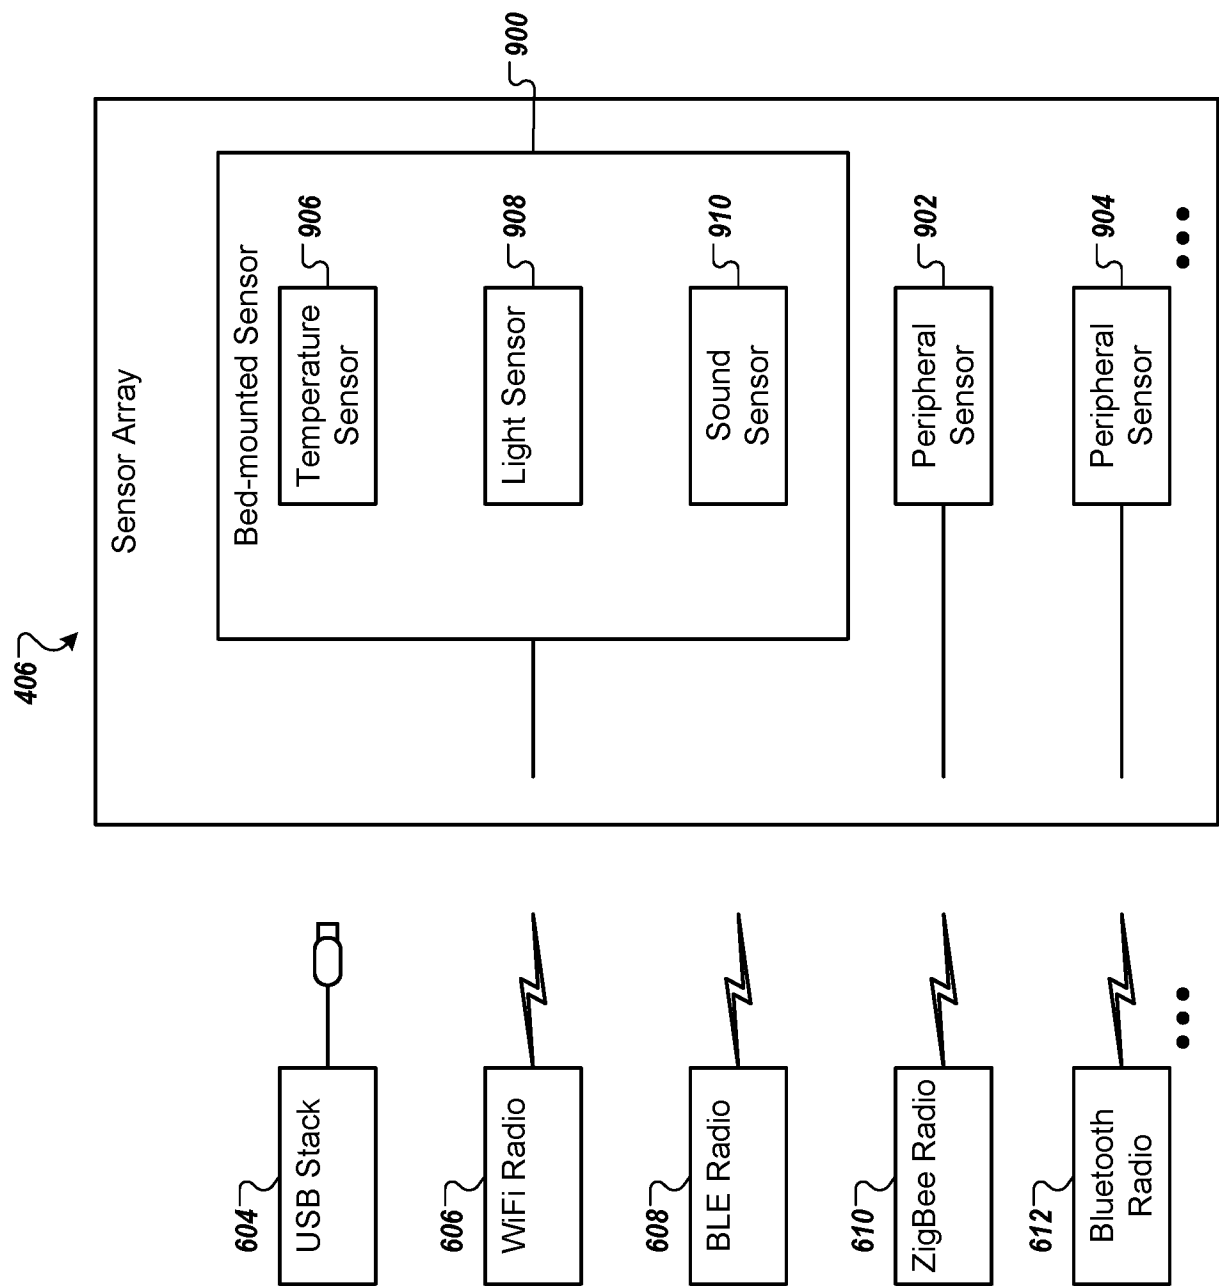 406
Sensor Array
Bed-mounted Sensor
900
604
USB Stack
Temperature
Sensor
906
606
WiFi Radio
Light Sensor
908
608
BLE Radio
Sound
Sensor
910
610
ZigBee Radio
Peripheral
Sensor
902
612
Bluetooth
Radio
Peripheral
Sensor
904